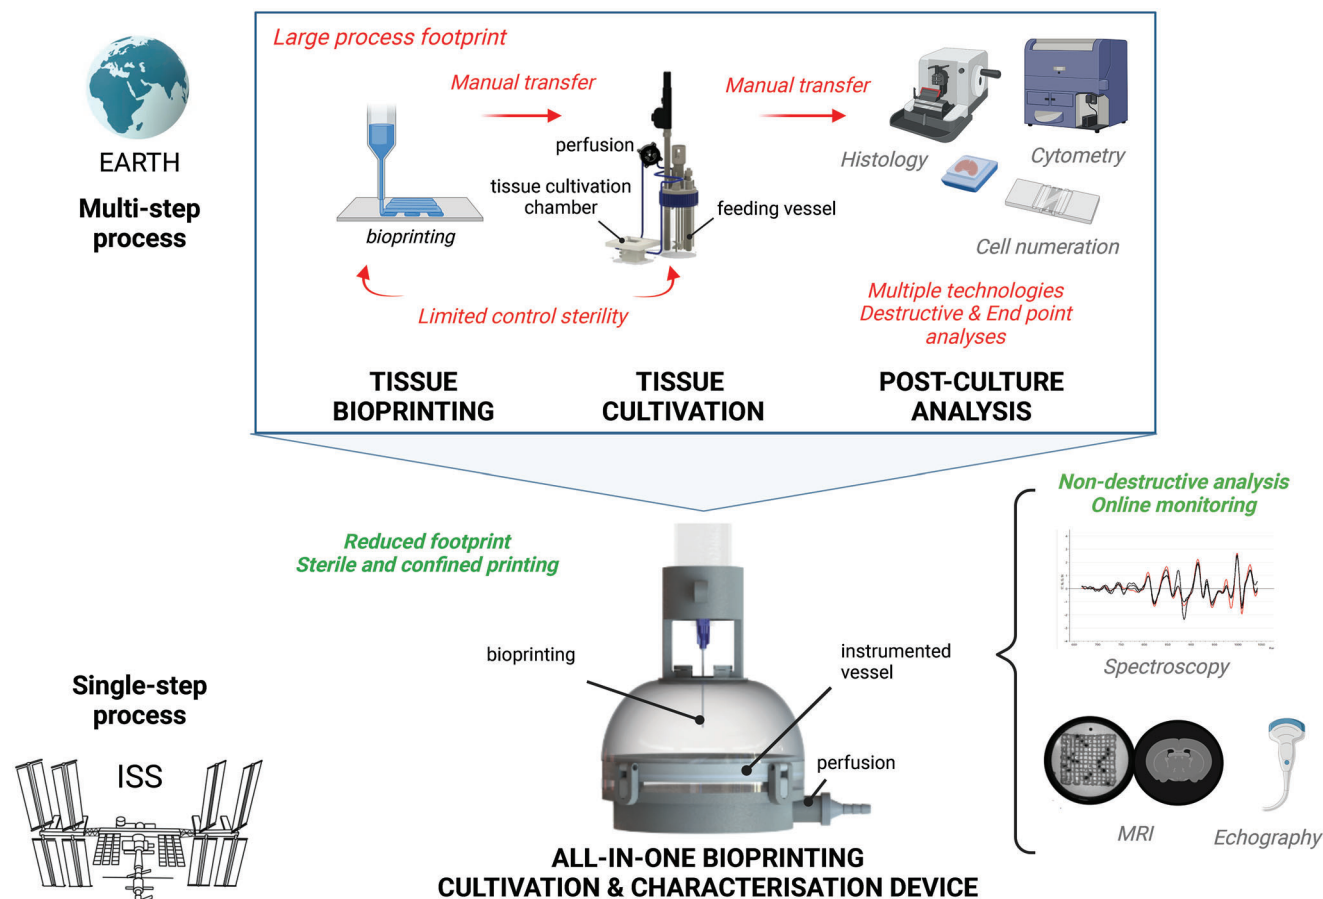 Large process footprint
EARTH
Multi-step
process
Manual transfer
Manual transfer
perfusion
tissue cultivation
chamber
feeding vessel
bioprinting
Histology
Cytometry
Cell numeration
Limited control sterility
Multiple technologies
Destructive & End point
analyses
TISSUE
BIOPRINTING
TISSUE
CULTIVATION
POST-CULTURE
ANALYSIS
Reduced footprint
Sterile and confined printing
Non-destructive analysis
Online monitoring
bioprinting
instrumented
vessel
perfusion
Spectroscopy
MRI
Echography
Single-step
process
ISS
ALL-IN-ONE BIOPRINTING
CULTIVATION & CHARACTERISATION DEVICE